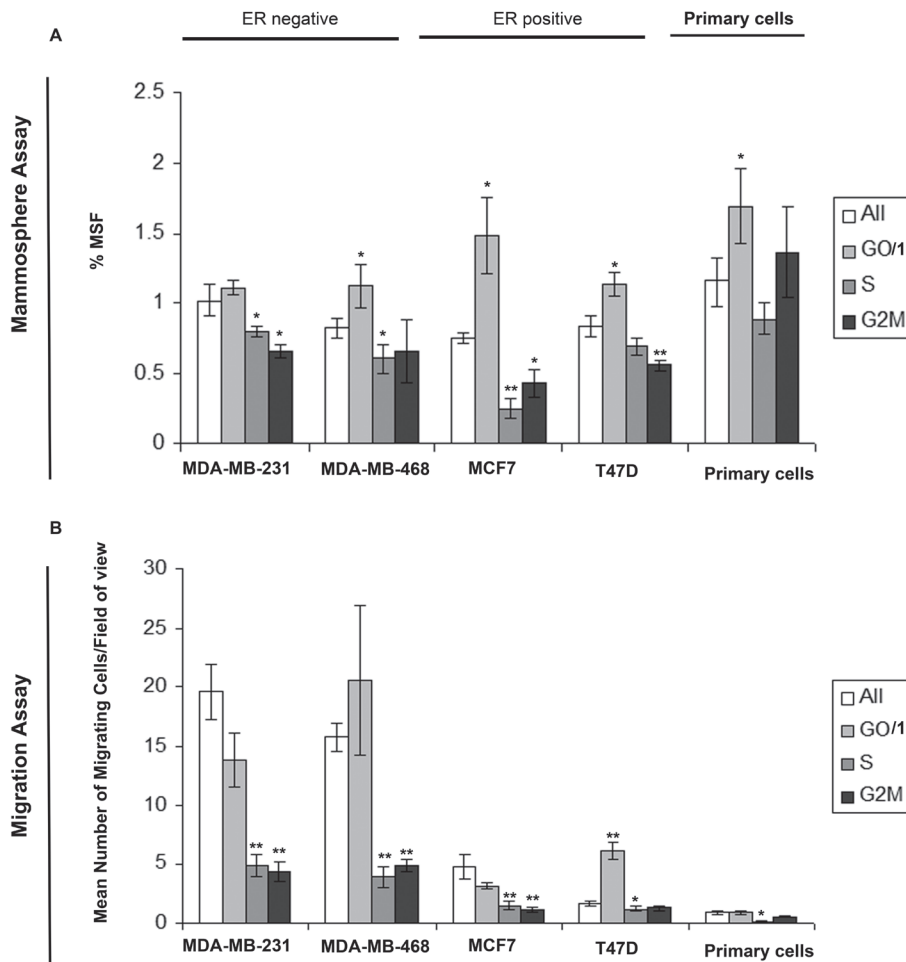 ER negative ER positive Primary cells
A
Mammosphere Assay
% MSF
2.5
2
1.5
1
0.5
0
* * * * * * ** * * ** *
MDA-MB-231 MDA-MB-468 MCF7 T47D Primary cells
All
GO/1
S
G2M
B
Migration Assay
Mean Number of Migrating Cells/Field of view
30
25
20
15
10
5
0
** ** ** ** ** ** ** * *
MDA-MB-231 MDA-MB-468 MCF7 T47D Primary cells
All
GO/1
S
G2M